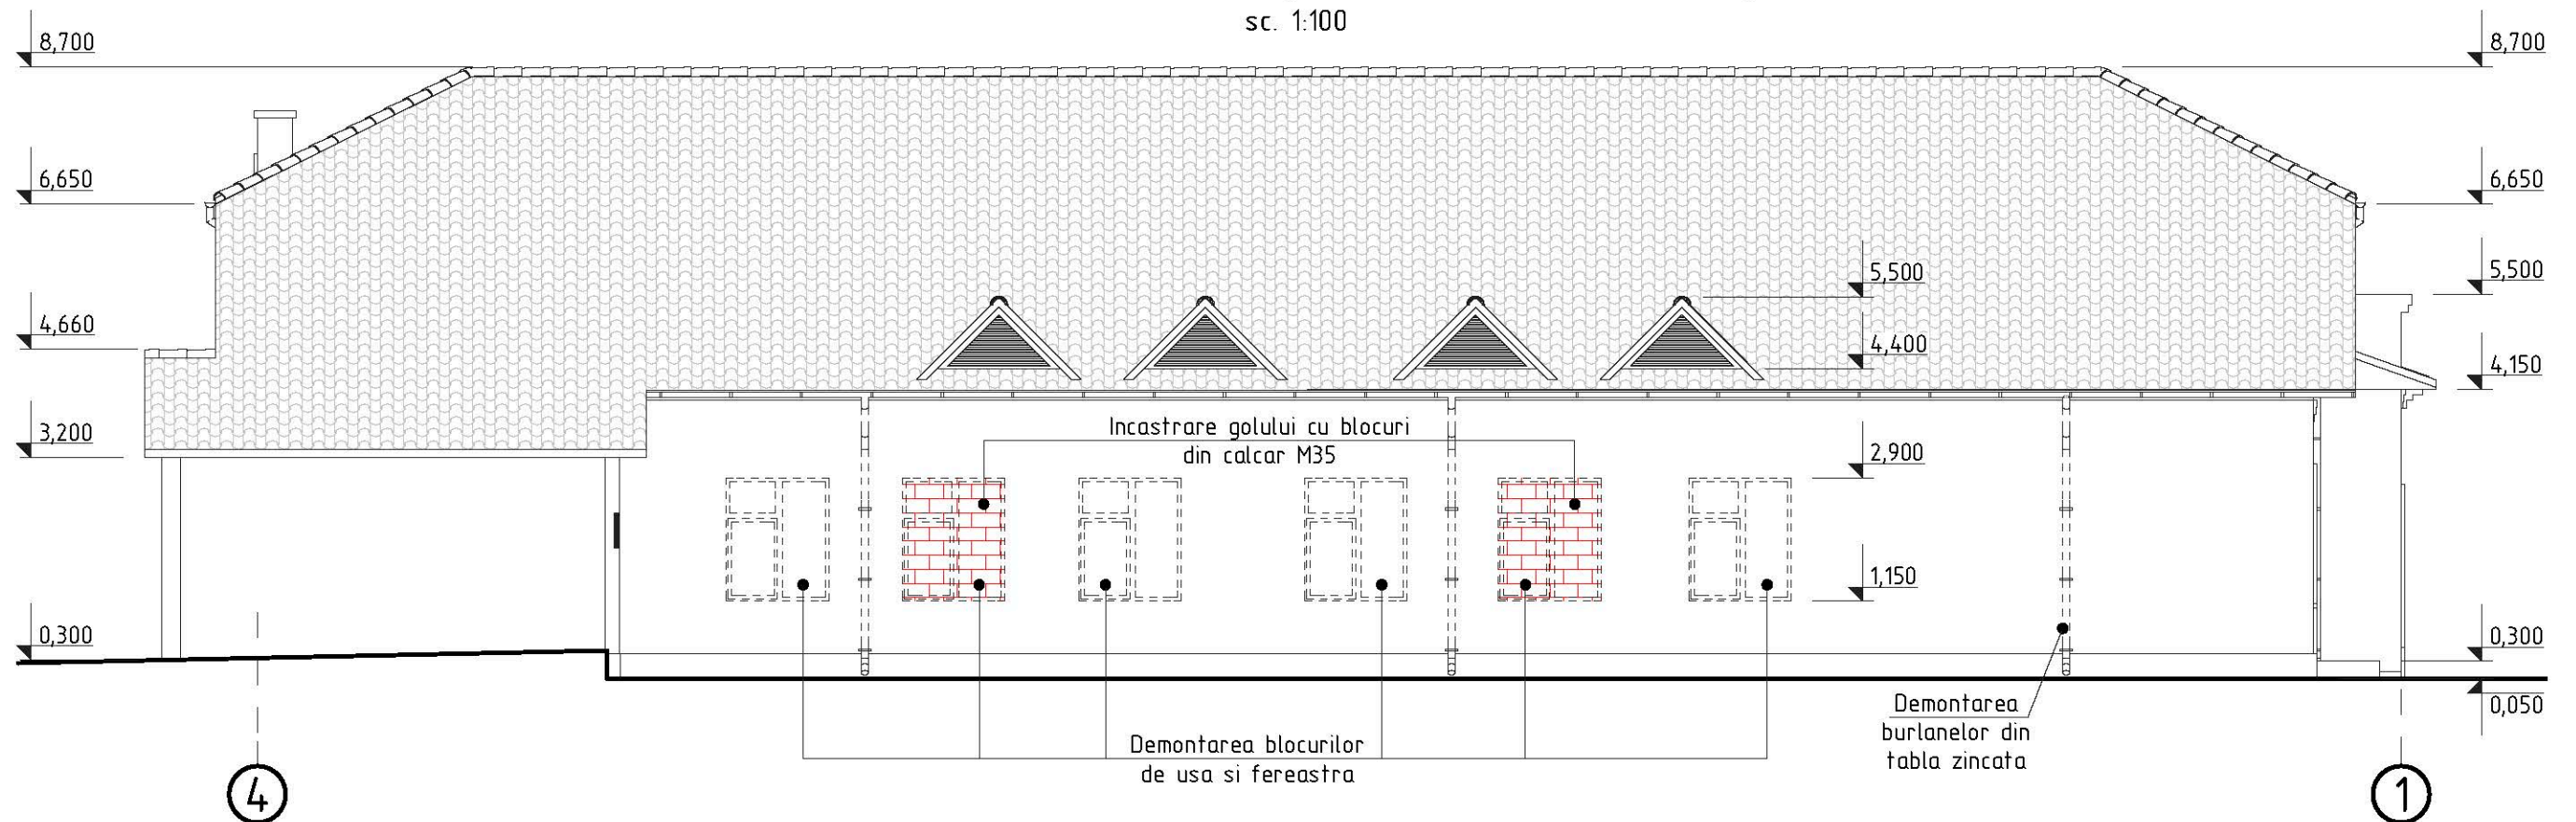 sc. 1:100
8,700
8,700
6,650
6,650
5,500
5,500
4,660
4,400
4,150
3,200
Incastrare golului cu blocuri
din calcar M35
2,900
1,150
0,300
0,300
0,050
Demontarea
burlanelor din
tabla zincata
Demontarea blocurilor
de usa si fereastra
4
1